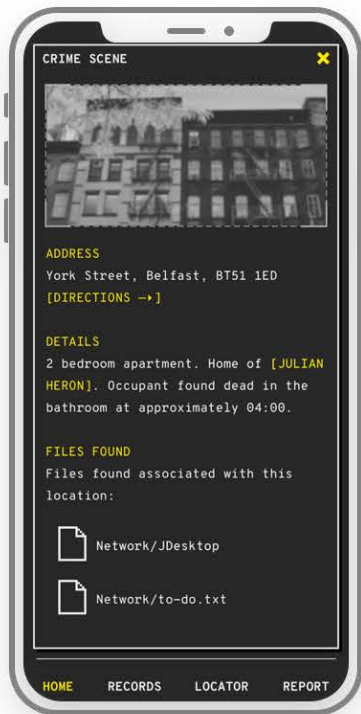 CRIME SCENE
ADDRESS
York Street, Belfast, BT51 1ED
[DIRECTIONS →]
DETAILS
2 bedroom apartment. Home of [JULIAN
HERON]. Occupant found dead in the
bathroom at approximately 04:00.
FILES FOUND
Files found associated with this
location:
Network/JDesktop
Network/to-do.txt
HOME RECORDS LOCATOR REPORT